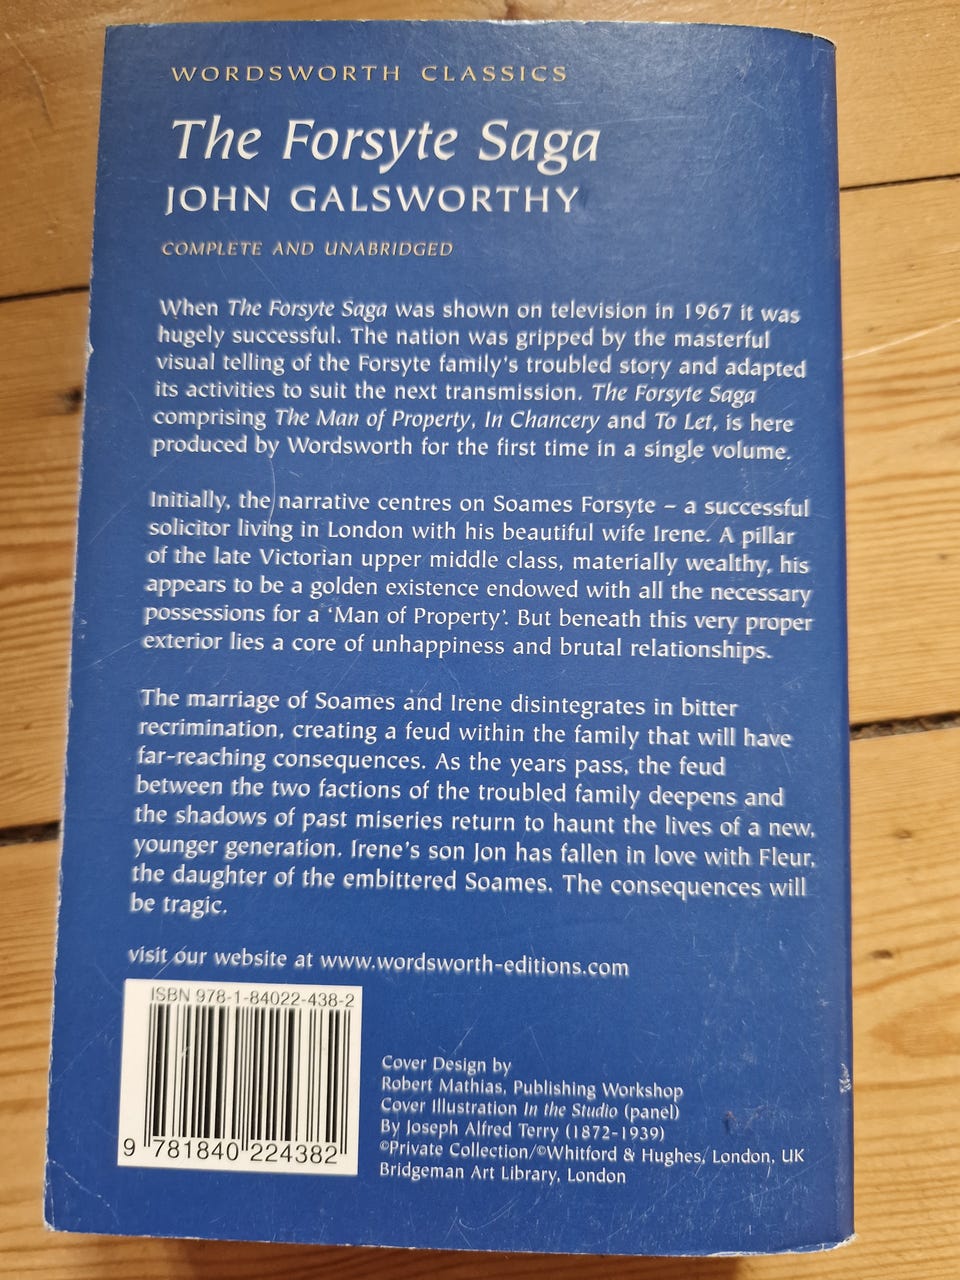 WORDSWORTH CLASSICS
The Forsyte Saga
JOHN GALSWORTHY
COMPLETE AND UNABRIDGED
When The Forsyte Saga was shown on television in 1967 it was
hugely successful. The nation was gripped by the masterful
visual telling of the Forsyte family's troubled story and adapted
its activities to suit the next transmission. The Forsyte Saga
comprising The Man of Property, In Chancery and To Let, is here
produced by Wordsworth for the first time in a single volume.
Initially, the narrative centres on Soames Forsyte – a successful
solicitor living in London with his beautiful wife Irene. A pillar
of the late Victorian upper middle class, materially wealthy, his
appears to be a golden existence endowed with all the necessary
possessions for a 'Man of Property'. But beneath this very proper
exterior lies a core of unhappiness and brutal relationships.
The marriage of Soames and Irene disintegrates in bitter
recrimination, creating a feud within the family that will have
far-reaching consequences. As the years pass, the feud
between the two factions of the troubled family deepens and
the shadows of past miseries return to haunt the lives of a new,
younger generation. Irene's son Jon has fallen in love with Fleur,
the daughter of the embittered Soames. The consequences will
be tragic.
visit our website at www.wordsworth-editions.com
ISBN 978-1-84022-438-2
9 781840 224382
Cover Design by
Robert Mathias, Publishing Workshop
Cover Illustration In the Studio (panel)
By Joseph Alfred Terry (1872-1939)
©Private Collection/©Whitford & Hughes, London, UK
Bridgeman Art Library, London